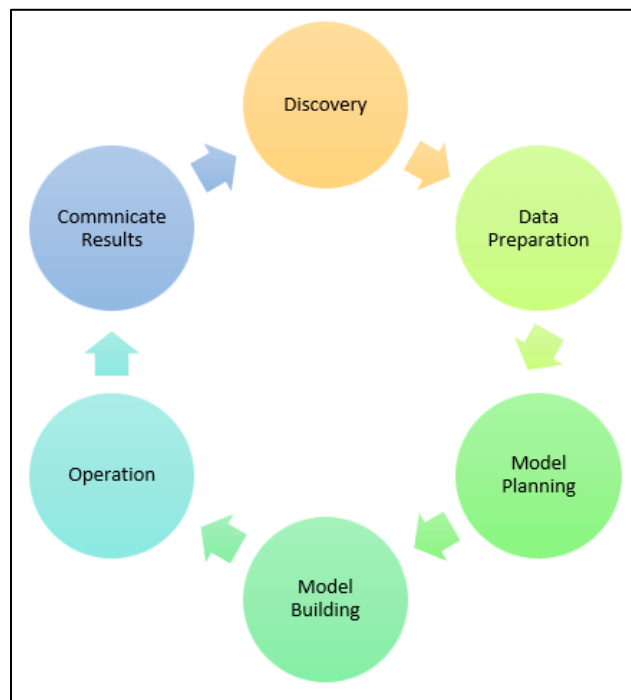 Discovery
Data
Preparation
Model
Planning
Model
Building
Operation
Commnicate
Results